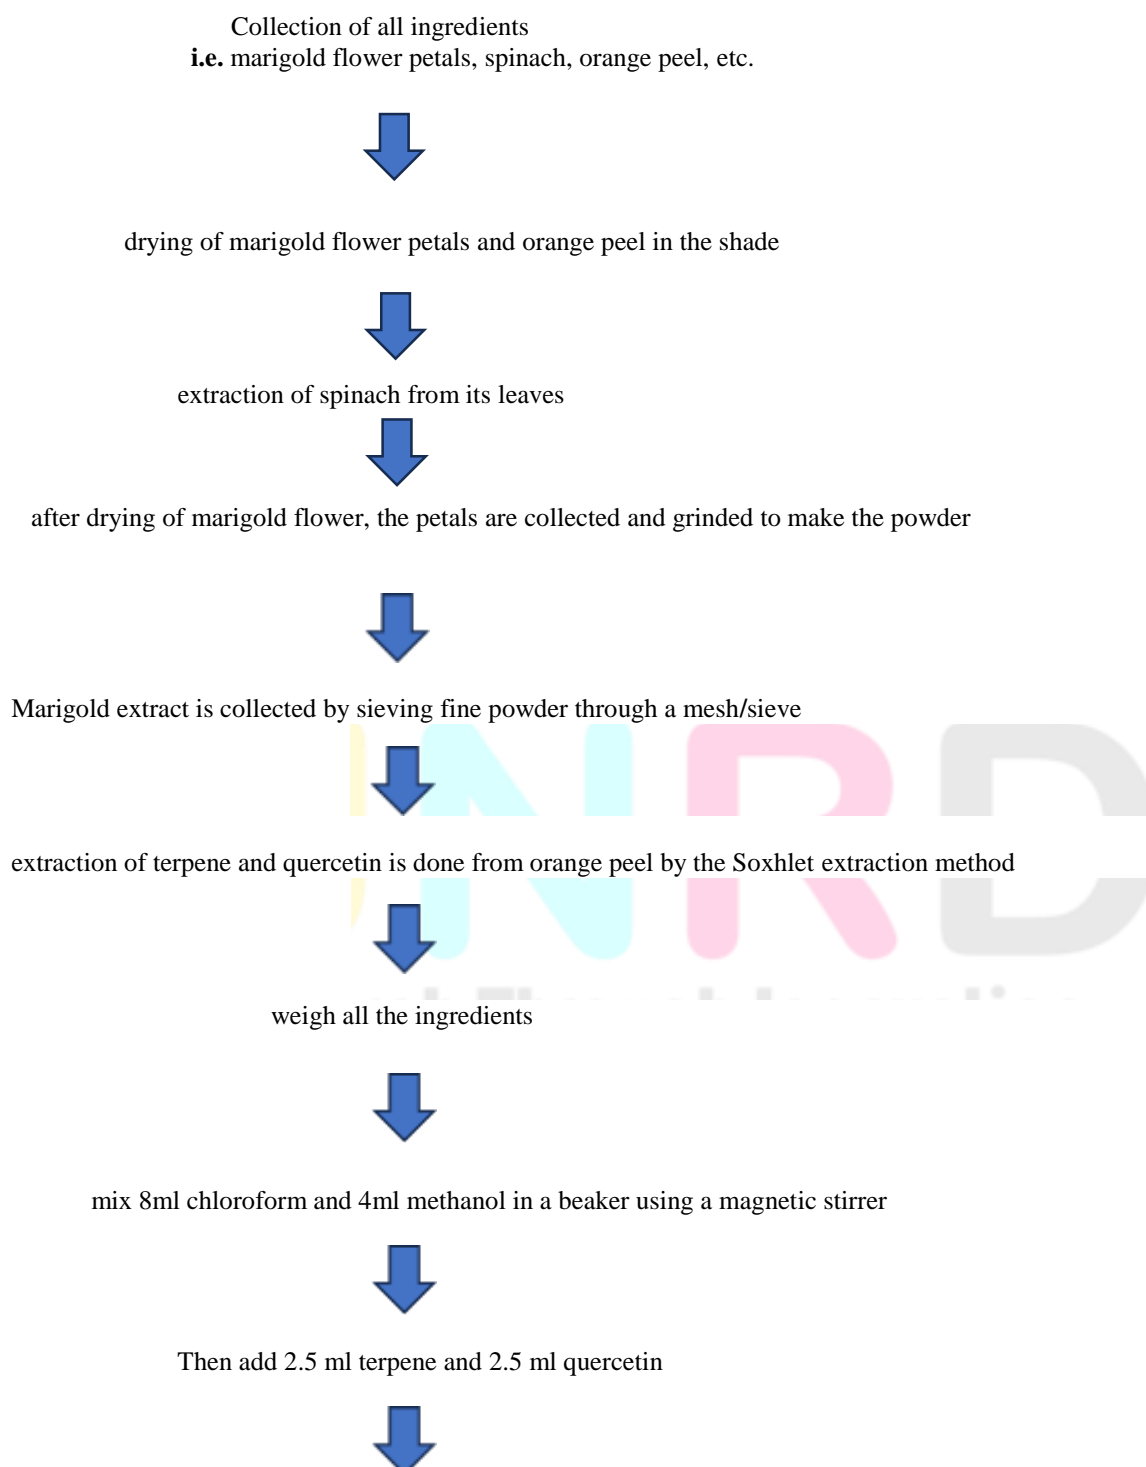 Collection of all ingredients
i.e. marigold flower petals, spinach, orange peel, etc.
drying of marigold flower petals and orange peel in the shade
extraction of spinach from its leaves
after drying of marigold flower, the petals are collected and grinded to make the powder
Marigold extract is collected by sieving fine powder through a mesh/sieve
extraction of terpene and quercetin is done from orange peel by the Soxhlet extraction method
weigh all the ingredients
mix 8ml chloroform and 4ml methanol in a beaker using a magnetic stirrer
Then add 2.5 ml terpene and 2.5 ml quercetin